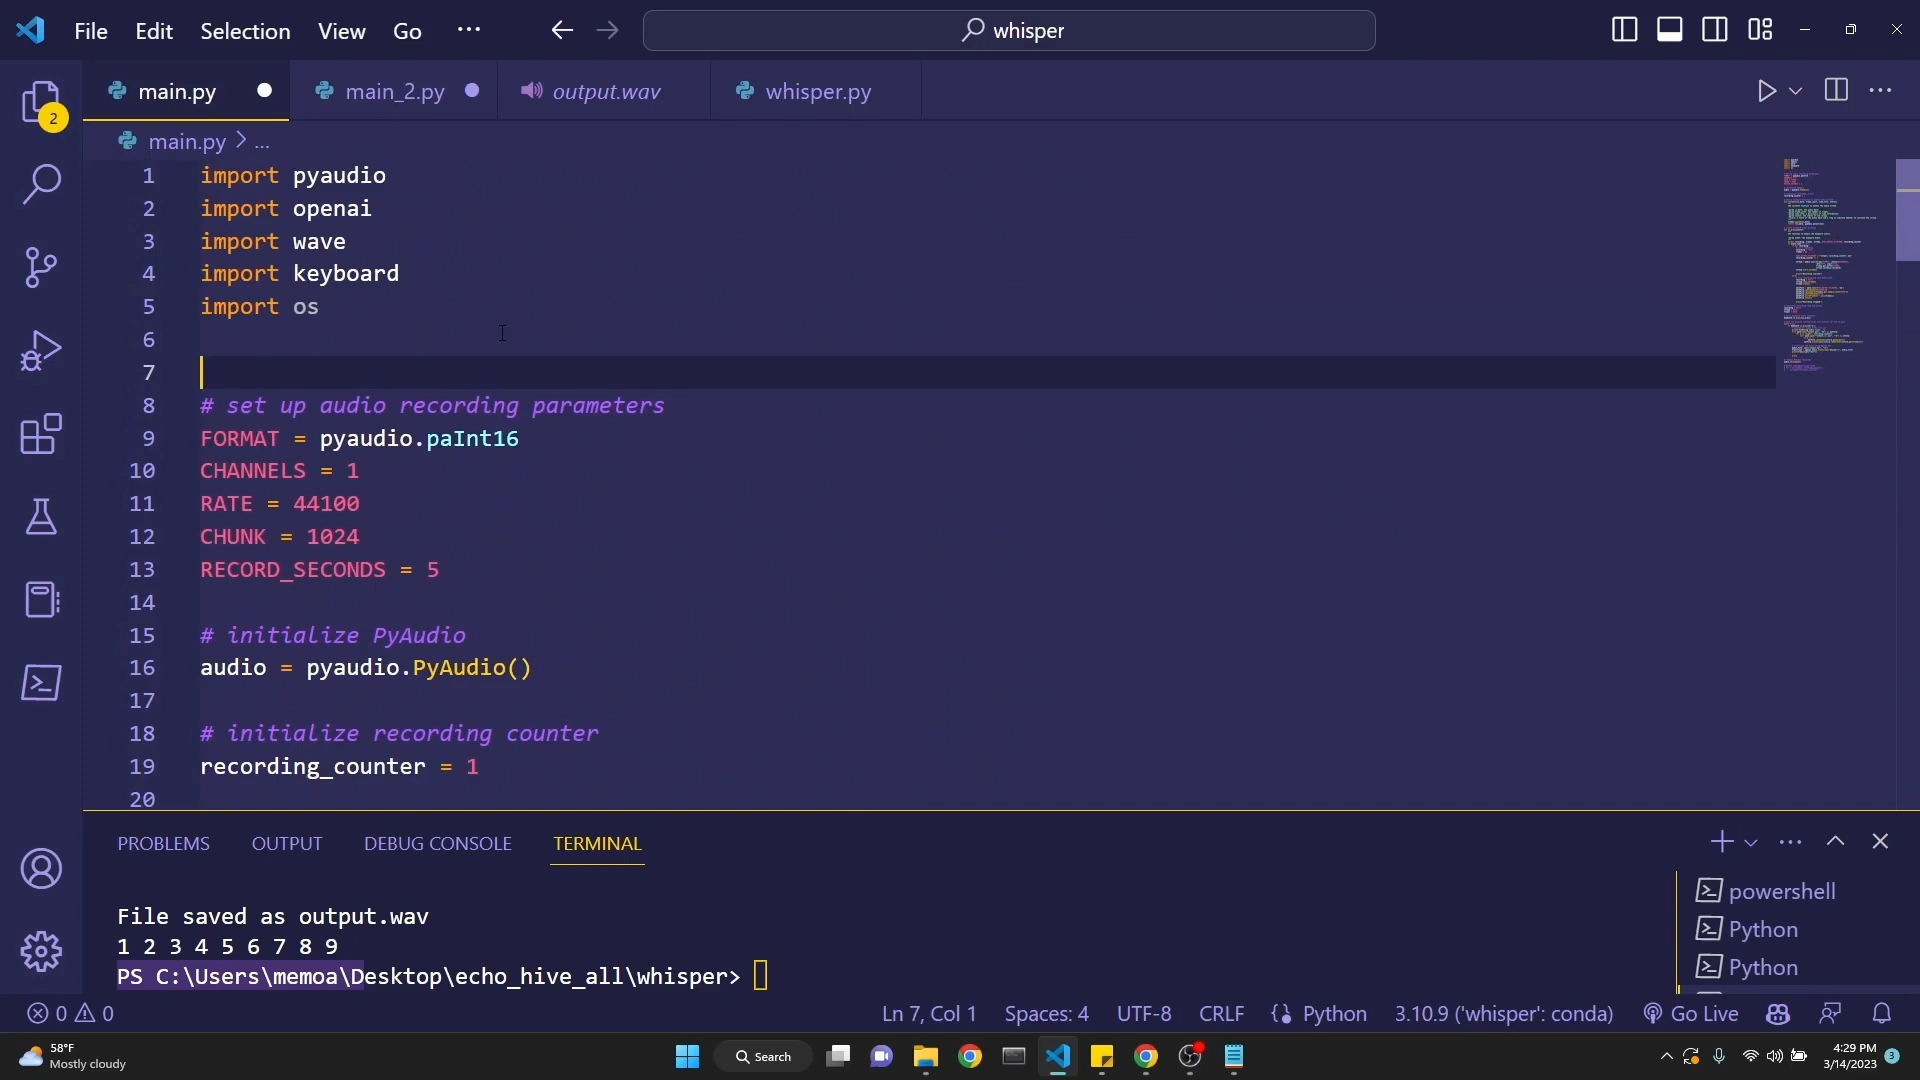 File Edit Selection View Go ··· whisper
main.py main_2.py output.wav whisper.py
2
main.py > ...
1 import pyaudio
2 import openai
3 import wave
4 import keyboard
5 import os
6
7
8 # set up audio recording parameters
9 FORMAT = pyaudio.paInt16
10 CHANNELS = 1
11 RATE = 44100
12 CHUNK = 1024
13 RECORD_SECONDS = 5
14
15 # initialize PyAudio
16 audio = pyaudio.PyAudio()
17
18 # initialize recording counter
19 recording_counter = 1
20
PROBLEMS OUTPUT DEBUG CONSOLE TERMINAL
powershell
Python
Python
File saved as output.wav
1 2 3 4 5 6 7 8 9
PS C:\Users\memoa\Desktop\echo_hive_all\whisper>
0 0 Ln 7, Col 1 Spaces: 4 UTF-8 CRLF Python 3.10.9 ('whisper': conda) Go Live
58°F
Mostly cloudy
Search
4:29 PM
3/14/2023
3